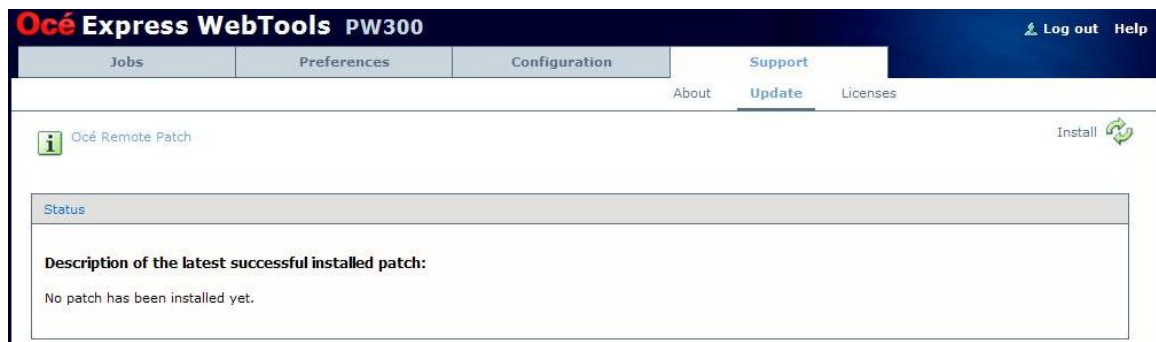 Océ Express WebTools PW300
Log out Help
Jobs Preferences Configuration Support
About Update Licenses
Océ Remote Patch
Install
Status
Description of the latest successful installed patch:
No patch has been installed yet.